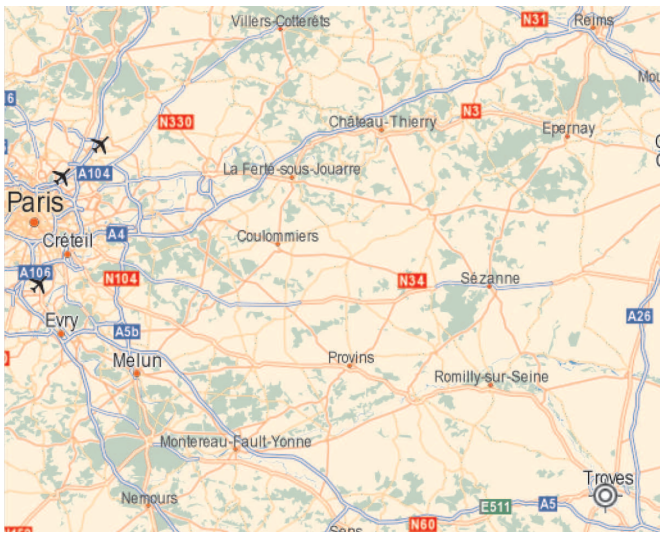 Villers-Cotterêts
N31
Reims
N330
Château-Thierry
N3
Epernay
A104
La Ferté-sous-Jouarre
Paris
Créteil
A4
Coulommiers
A106
N104
N34
Sézanne
Evry
A5b
A26
Melun
Provins
Romilly-sur-Seine
Montereau-Fault-Yonne
Nemours
Troyes
E511
A5
N60